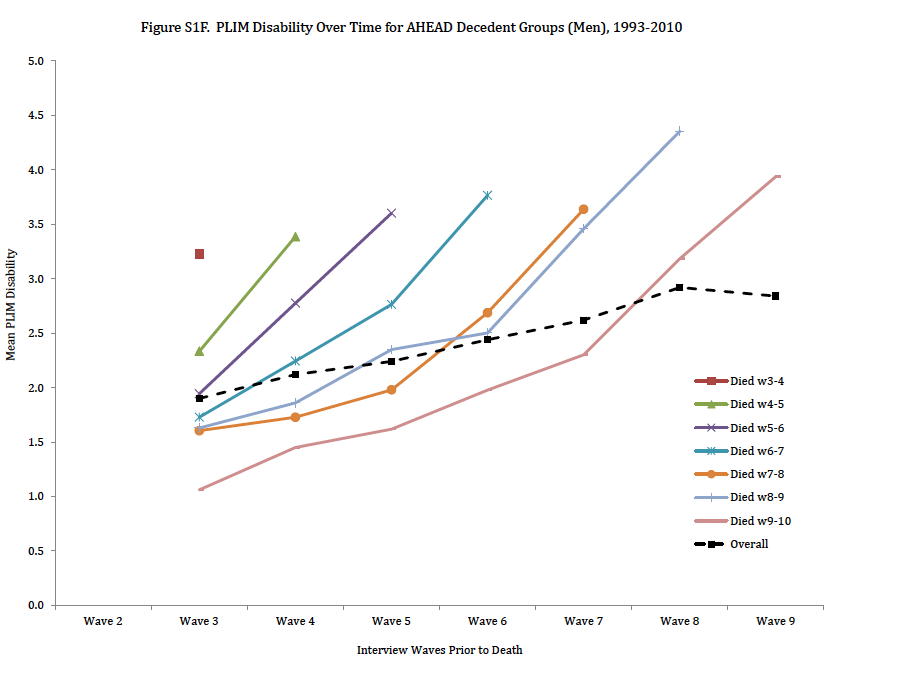 Figure S1F.  PLIM Disability Over Time for AHEAD Decedent Groups (Men), 1993-2010
5.0
4.5
4.0
3.5
3.0
2.5
2.0
1.5
1.0
0.5
0.0
Mean PLIM Disability
Wave 2 Wave 3 Wave 4 Wave 5 Wave 6 Wave 7 Wave 8 Wave 9
Interview Waves Prior to Death
Died w3-4
Died w4-5
Died w5-6
Died w6-7
Died w7-8
Died w8-9
Died w9-10
Overall